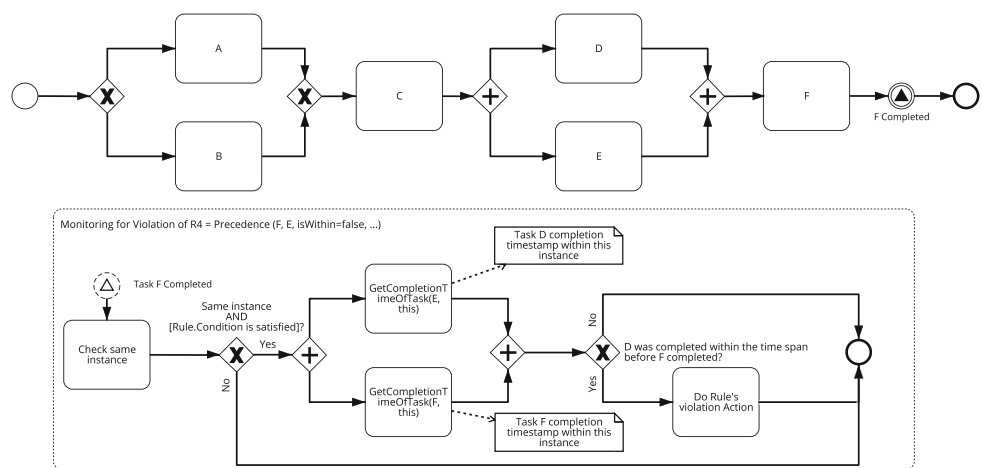 A
B
C
D
E
F
F Completed
Monitoring for Violation of R4 = Precedence (F, E, isWithin=false, ...)
Task D completion
timestamp within this
instance
Task F Completed
Same instance
AND
[Rule.Condition is satisfied]?
GetCompletionT
imeOfTask(E,
this)
Check same
instance
Yes
No
No
D was completed within the time span
before F completed?
Yes
GetCompletionT
imeOfTask(F,
this)
Do Rule's
violation Action
Task F completion
timestamp within this
instance